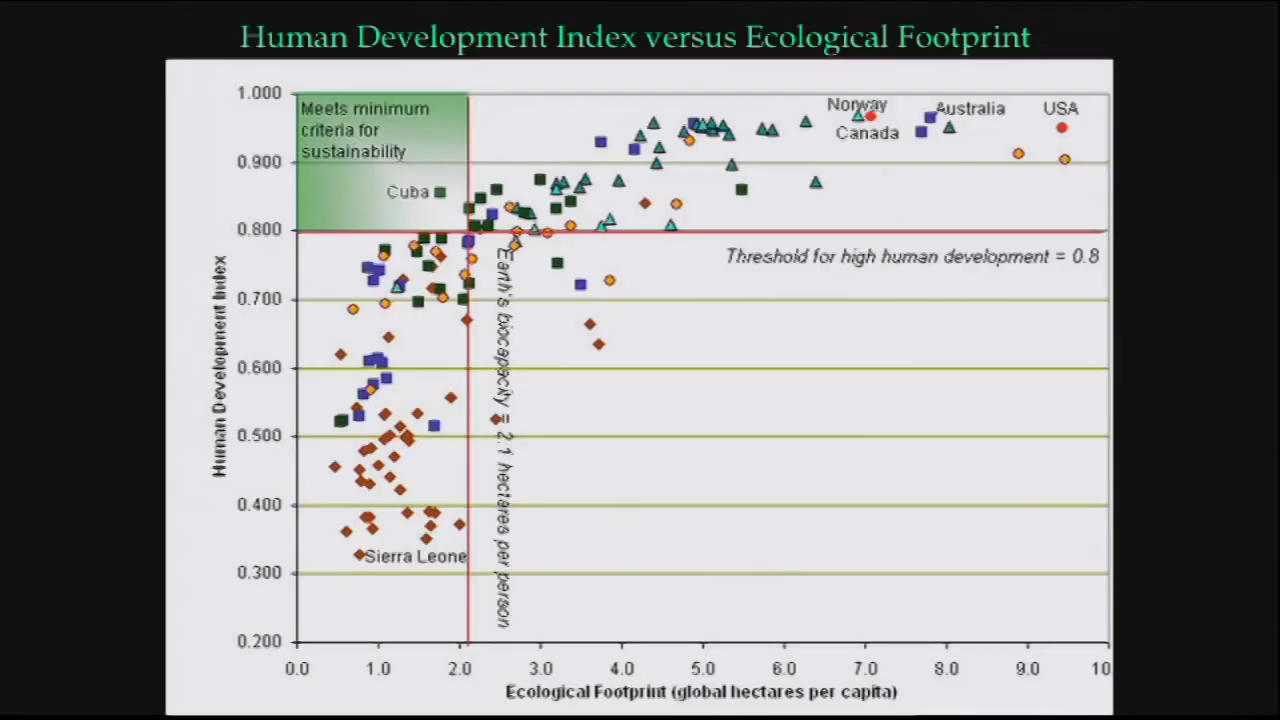 Human Development Index versus Ecological Footprint
Meets minimum
criteria for
sustainability
Cuba
Norway
Canada
Australia
USA
Threshold for high human development = 0.8
Earth's biocapacity = 2.1 hectares per person
Sierra Leone
Human Development Index
1.000
0.900
0.800
0.700
0.600
0.500
0.400
0.300
0.200
0.0 1.0 2.0 3.0 4.0 5.0 6.0 7.0 8.0 9.0 10
Ecological Footprint (global hectares per capita)